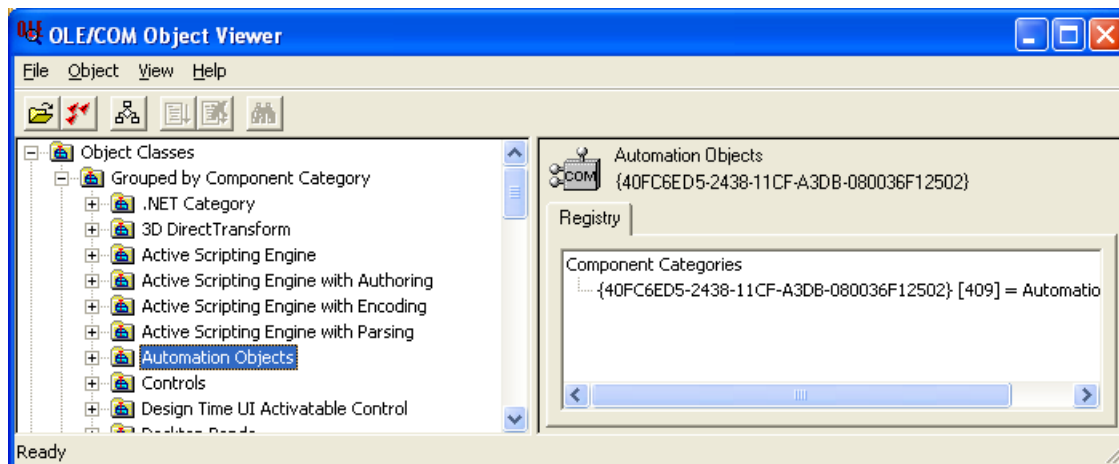 OLE/COM Object Viewer
File Object View Help
Object Classes
Grouped by Component Category
.NET Category
3D DirectTransform
Active Scripting Engine
Active Scripting Engine with Authoring
Active Scripting Engine with Encoding
Active Scripting Engine with Parsing
Automation Objects
Controls
Design Time UI Activatable Control
Automation Objects
{40FC6ED5-2438-11CF-A3DB-080036F12502}
COM
Registry
Component Categories
{40FC6ED5-2438-11CF-A3DB-080036F12502} [409] = Automatio
Ready